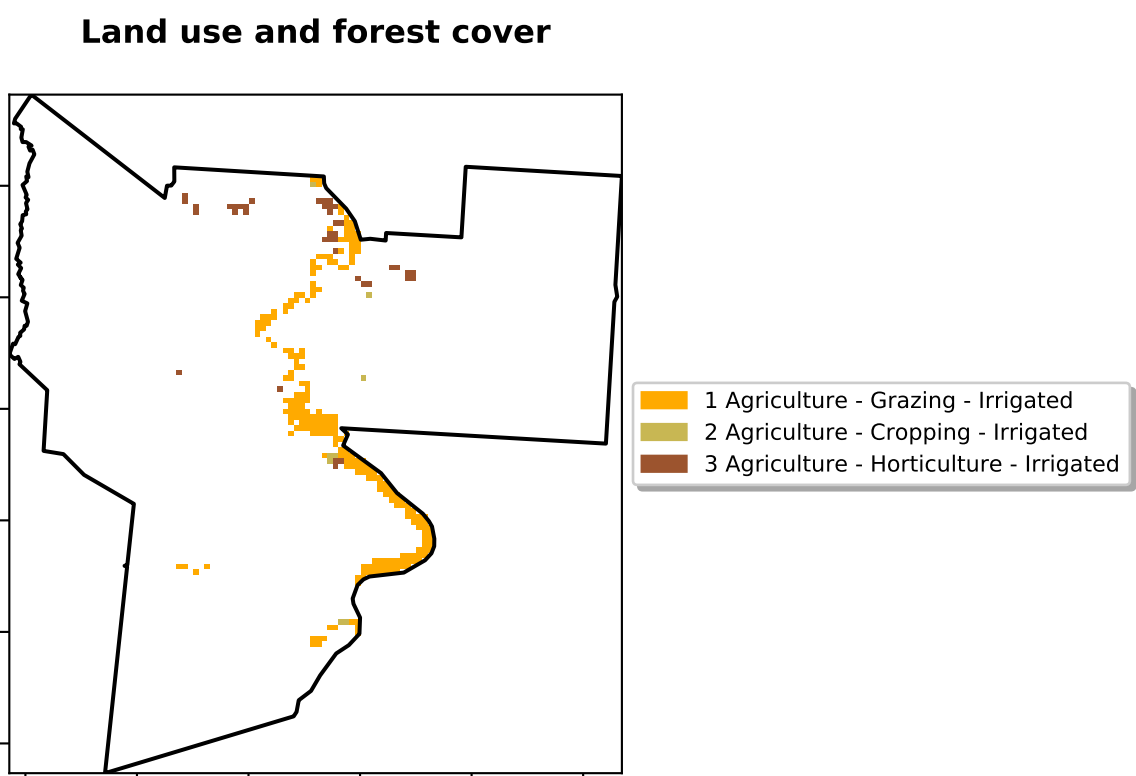 Land use and forest cover
1 Agriculture - Grazing - Irrigated
2 Agriculture - Cropping - Irrigated
3 Agriculture - Horticulture - Irrigated